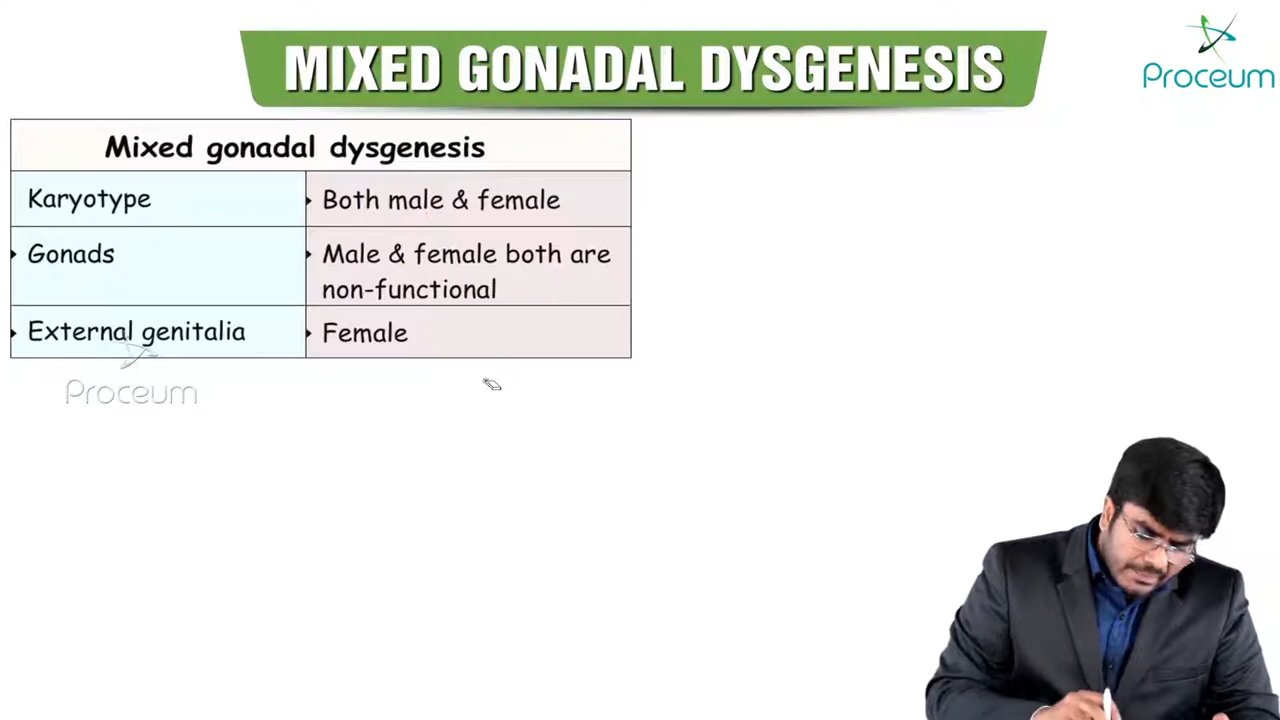 MIXED GONADAL DYSGENESIS
Proceum
Mixed gonadal dysgenesis
Karyotype
Both male & female
Gonads
Male & female both are
non-functional
External genitalia
Female
Proceum